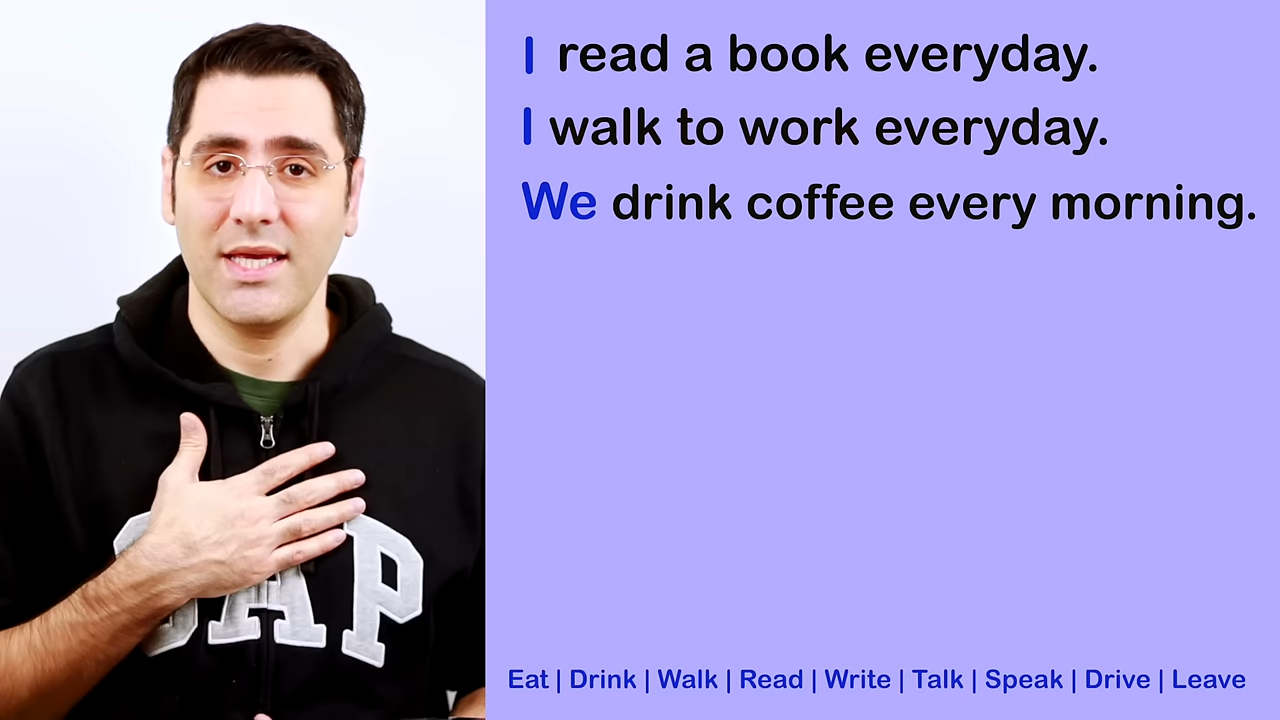 I read a book everyday.
I walk to work everyday.
We drink coffee every morning.
GAP
Eat | Drink | Walk | Read | Write | Talk | Speak | Drive | Leave